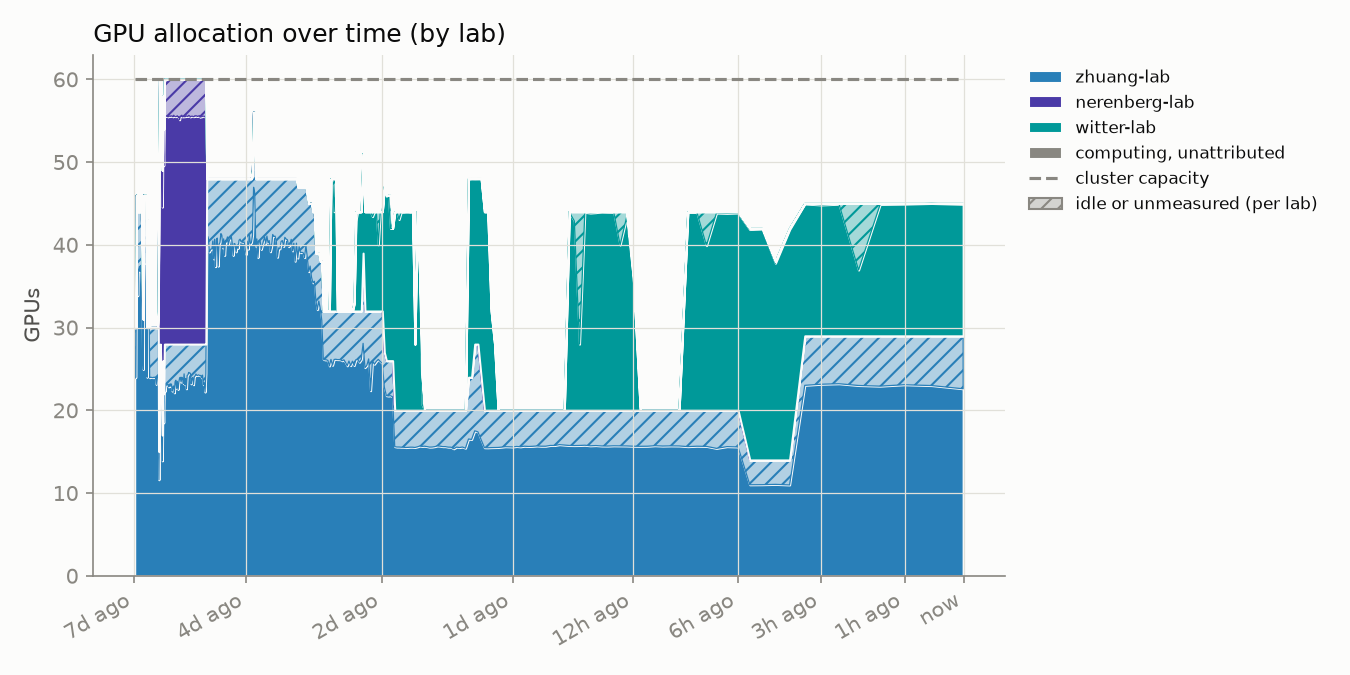 GPU allocation over time (by lab)
60
50
40
30
20
10
0
GPUs
7d ago
4d ago
2d ago
1d ago
12h ago
6h ago
3h ago
1h ago
now
zhuang-lab
nerenberg-lab
witter-lab
computing, unattributed
cluster capacity
idle or unmeasured (per lab)